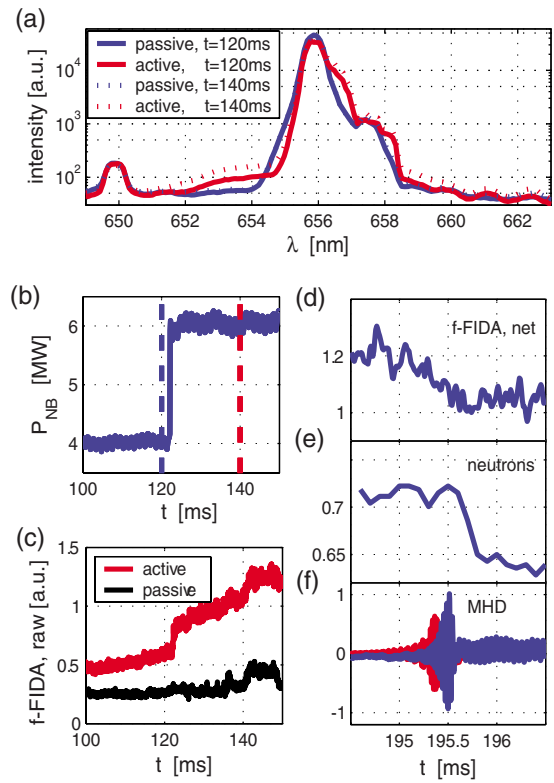 (a)
passive, t=120ms
active, t=120ms
passive, t=140ms
active, t=140ms
intensity [a.u.]
10^4
10^3
10^2
650 652 654 656 658 660 662
λ [nm]
(b)
P_NB [MW]
6
5
4
100 120 140
t [ms]
(c)
active
passive
f-FIDA, raw [a.u.]
1.5
1
0.5
0
100 120 140
t [ms]
(d)
f-FIDA, net
1.2
1
(e)
neutrons
0.7
0.65
(f)
MHD
1
0
-1
195 195.5 196
t [ms]